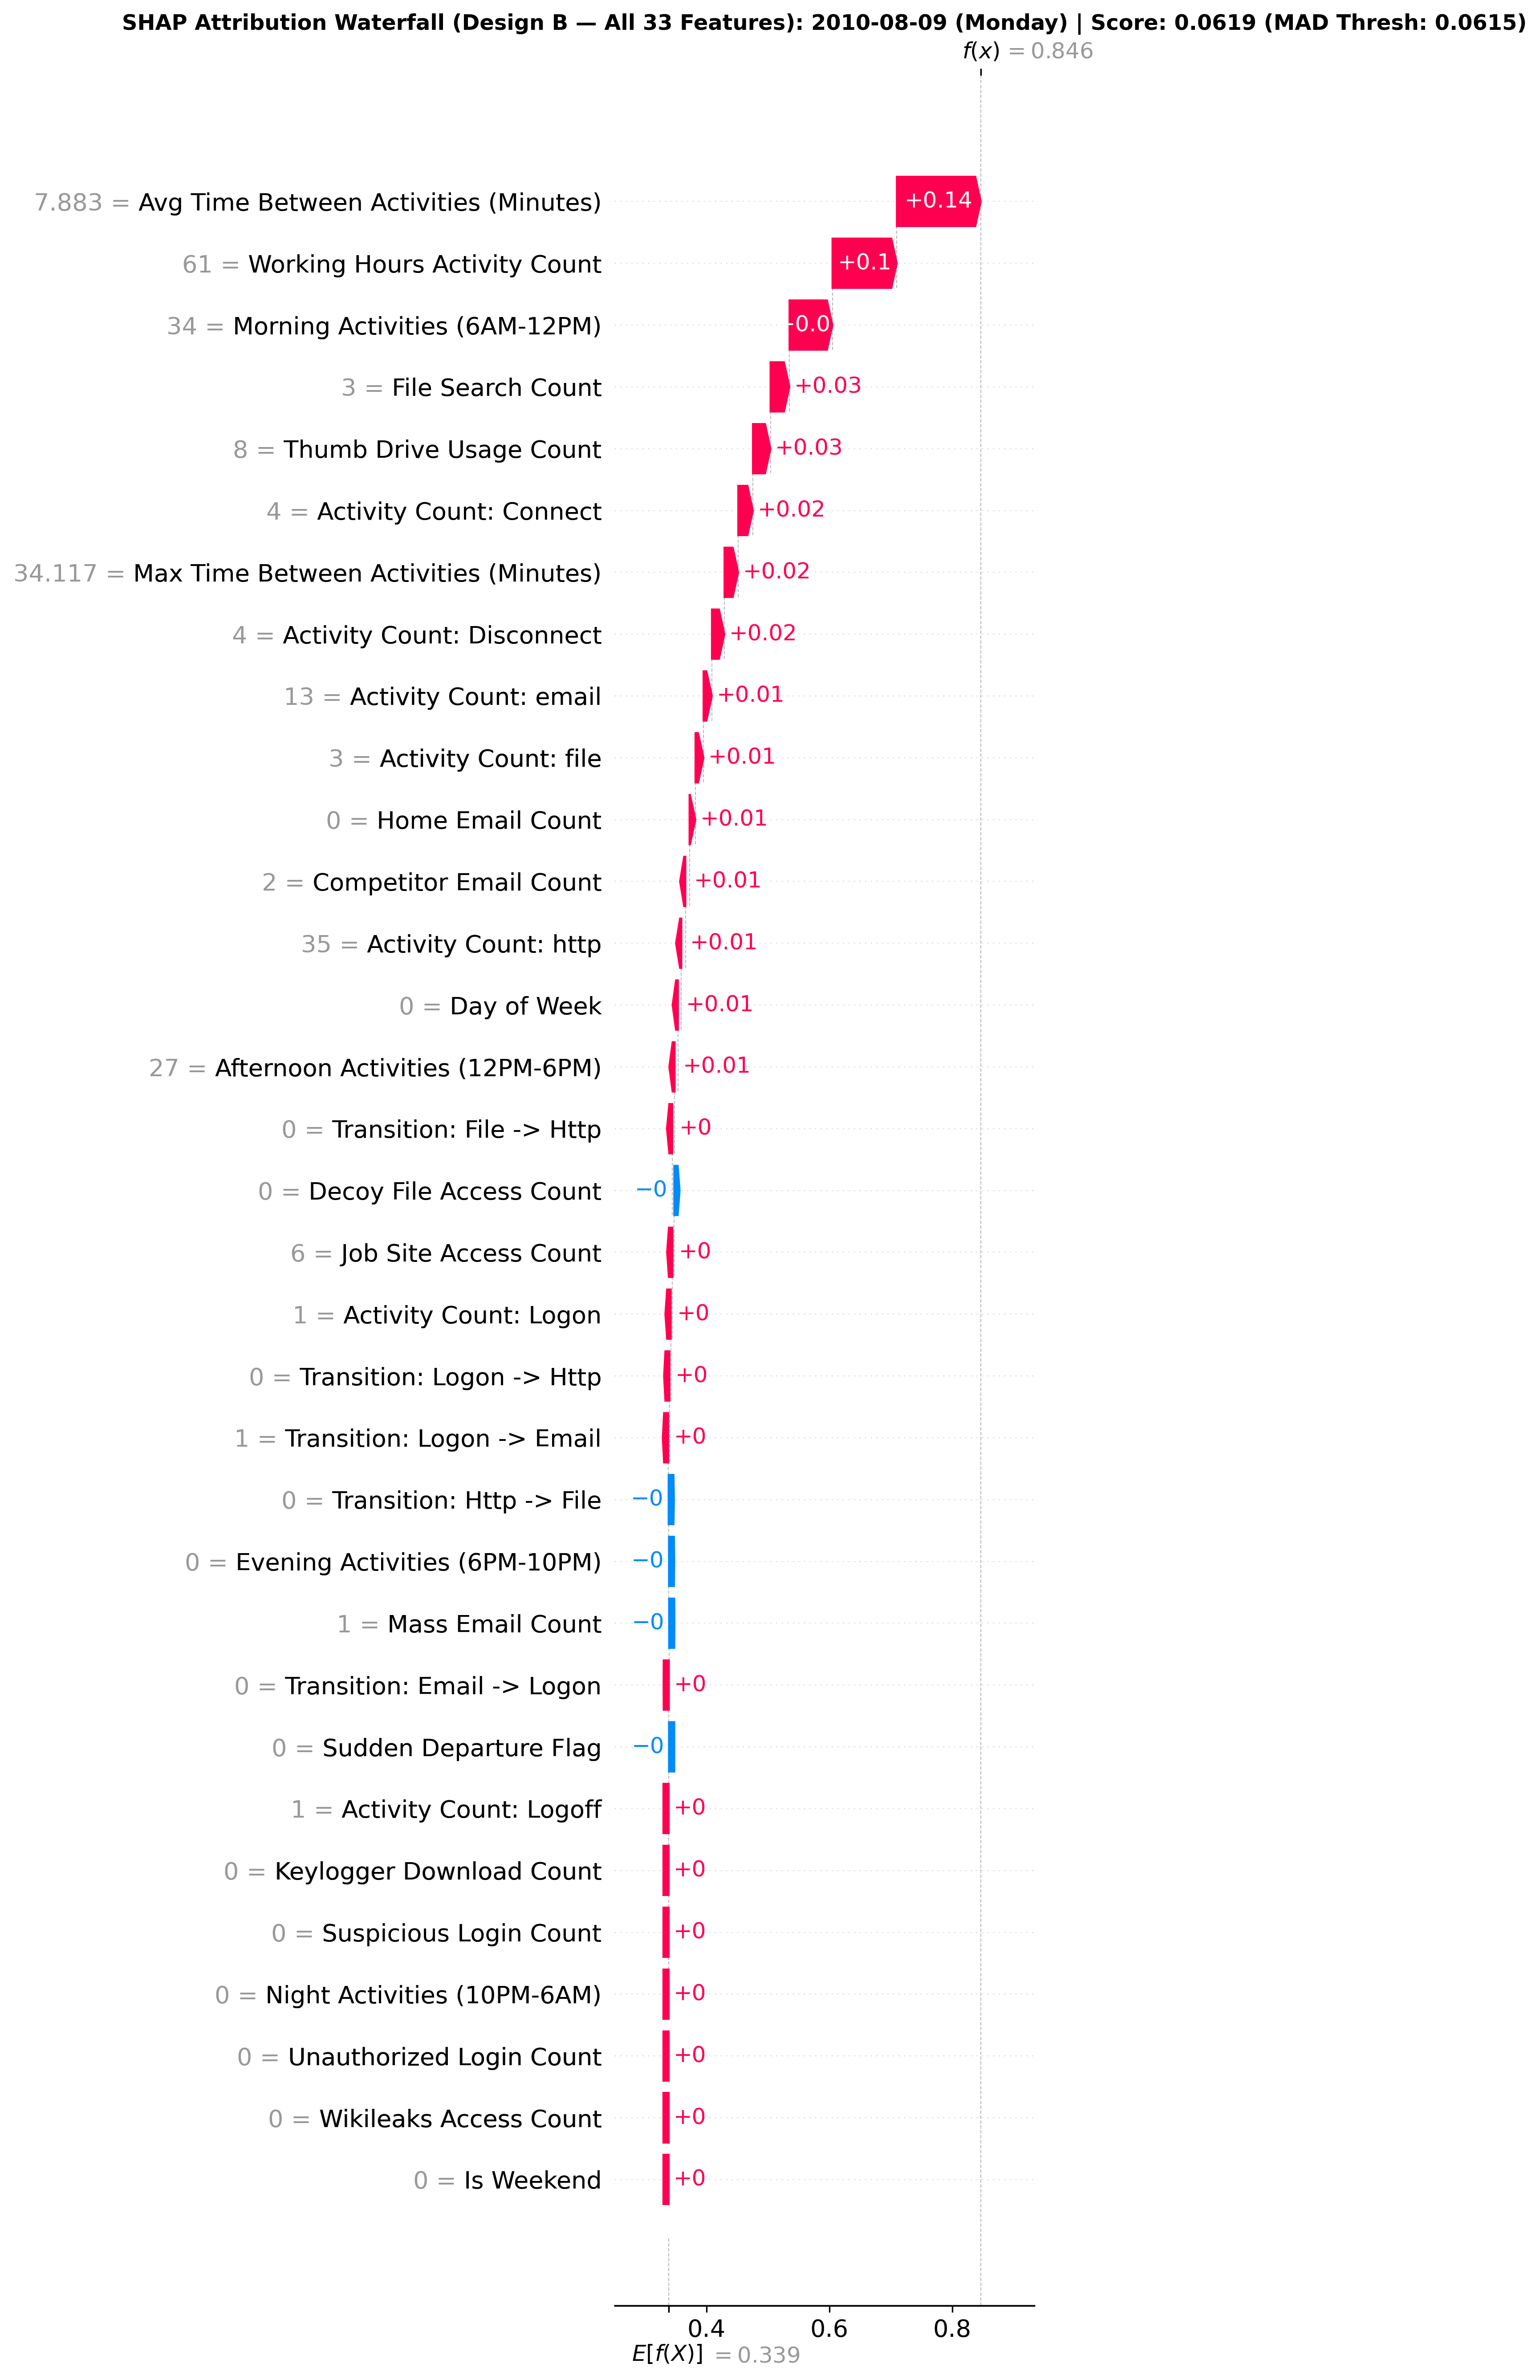 SHAP Attribution Waterfall (Design B — All 33 Features): 2010-08-09 (Monday) | Score: 0.0619 (MAD Thresh: 0.0615)
f(x) = 0.846
7.883 = Avg Time Between Activities (Minutes) +0.14
61 = Working Hours Activity Count +0.1
34 = Morning Activities (6AM-12PM) +0.0
3 = File Search Count +0.03
8 = Thumb Drive Usage Count +0.03
4 = Activity Count: Connect +0.02
34.117 = Max Time Between Activities (Minutes) +0.02
4 = Activity Count: Disconnect +0.02
13 = Activity Count: email +0.01
3 = Activity Count: file +0.01
0 = Home Email Count +0.01
2 = Competitor Email Count +0.01
35 = Activity Count: http +0.01
0 = Day of Week +0.01
27 = Afternoon Activities (12PM-6PM) +0.01
0 = Transition: File -> Http +0
0 = Decoy File Access Count −0
6 = Job Site Access Count +0
1 = Activity Count: Logon +0
0 = Transition: Logon -> Http +0
1 = Transition: Logon -> Email +0
0 = Transition: Http -> File −0
0 = Evening Activities (6PM-10PM) −0
1 = Mass Email Count −0
0 = Transition: Email -> Logon +0
0 = Sudden Departure Flag −0
1 = Activity Count: Logoff +0
0 = Keylogger Download Count +0
0 = Suspicious Login Count +0
0 = Night Activities (10PM-6AM) +0
0 = Unauthorized Login Count +0
0 = Wikileaks Access Count +0
0 = Is Weekend +0
0.4 0.6 0.8
E[f(X)] = 0.339